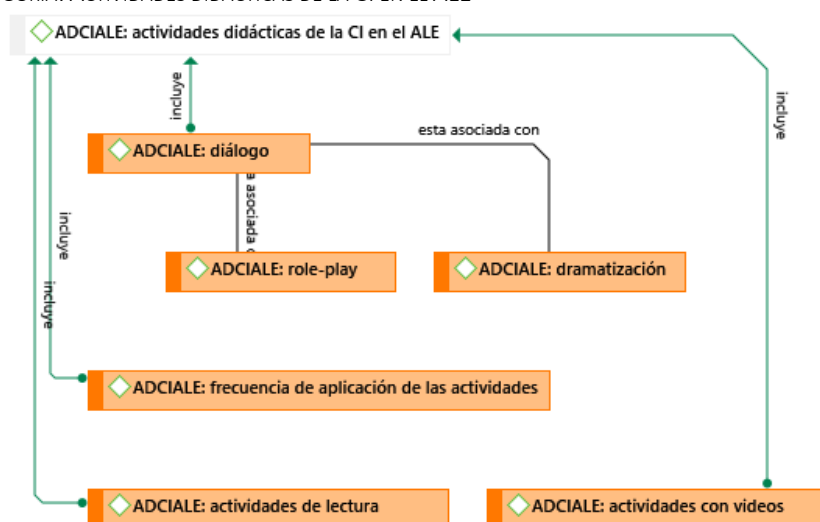 ADCIALE: actividades didácticas de la CI en el ALE
incluye
incluye
esta asociada con
ADCIALE: diálogo
a asociada
incluye
ADCIALE: role-play
ADCIALE: dramatización
incluye
ADCIALE: frecuencia de aplicación de las actividades
ADCIALE: actividades de lectura
ADCIALE: actividades con videos